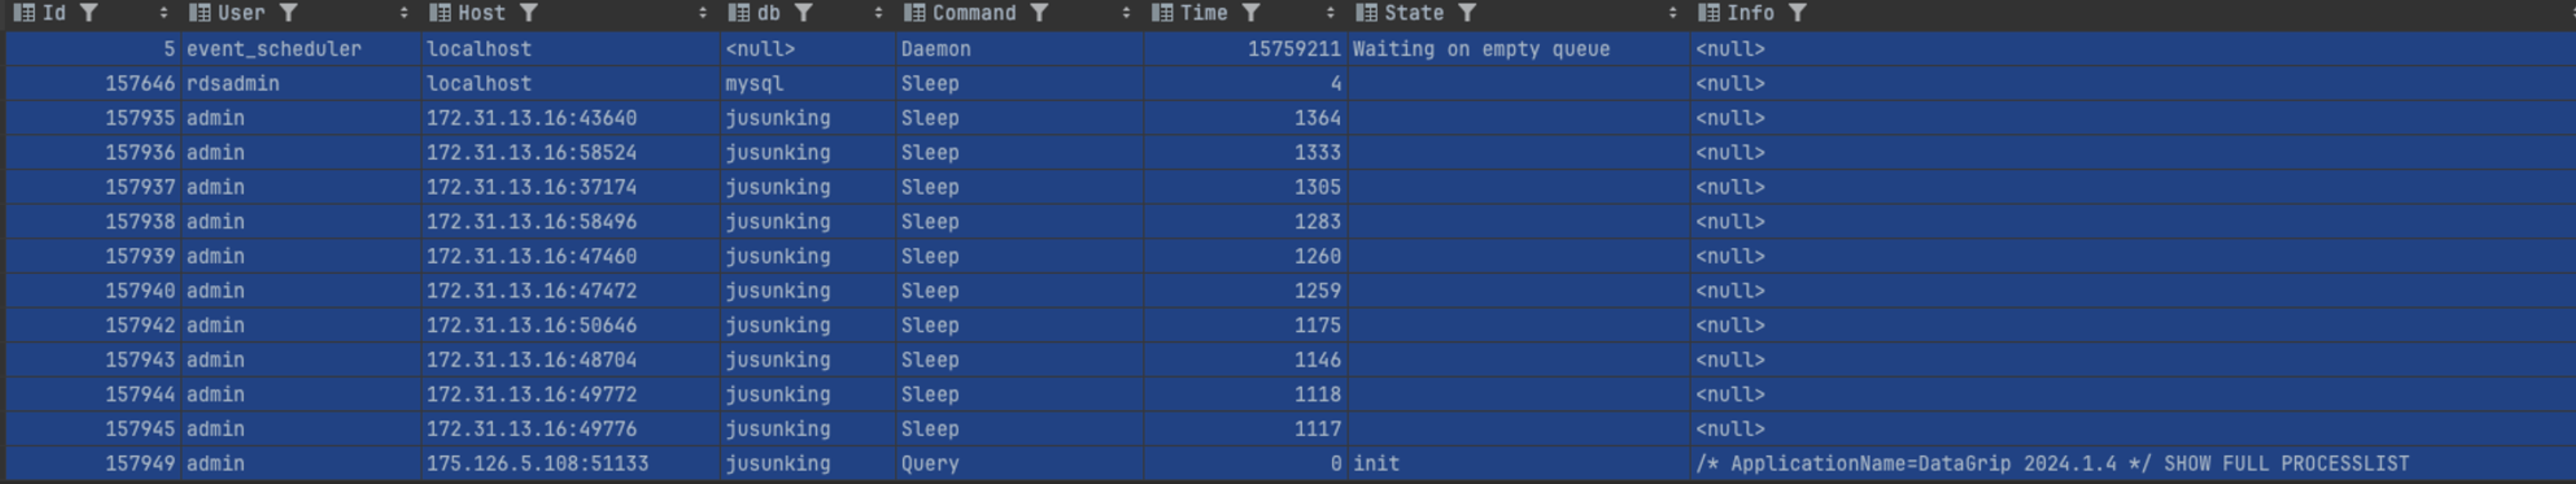 Id User Host db Command Time State Info
5 event_scheduler localhost <null> Daemon 15759211 Waiting on empty queue <null>
157646 rdsadmin localhost mysql Sleep 4 <null>
157935 admin 172.31.13.16:43640 jusunking Sleep 1364 <null>
157936 admin 172.31.13.16:58524 jusunking Sleep 1333 <null>
157937 admin 172.31.13.16:37174 jusunking Sleep 1305 <null>
157938 admin 172.31.13.16:58496 jusunking Sleep 1283 <null>
157939 admin 172.31.13.16:47460 jusunking Sleep 1260 <null>
157940 admin 172.31.13.16:47472 jusunking Sleep 1259 <null>
157942 admin 172.31.13.16:50646 jusunking Sleep 1175 <null>
157943 admin 172.31.13.16:48704 jusunking Sleep 1146 <null>
157944 admin 172.31.13.16:49772 jusunking Sleep 1118 <null>
157945 admin 172.31.13.16:49776 jusunking Sleep 1117 <null>
157949 admin 175.126.5.108:51133 jusunking Query 0 init /* ApplicationName=DataGrip 2024.1.4 */ SHOW FULL PROCESSLIST